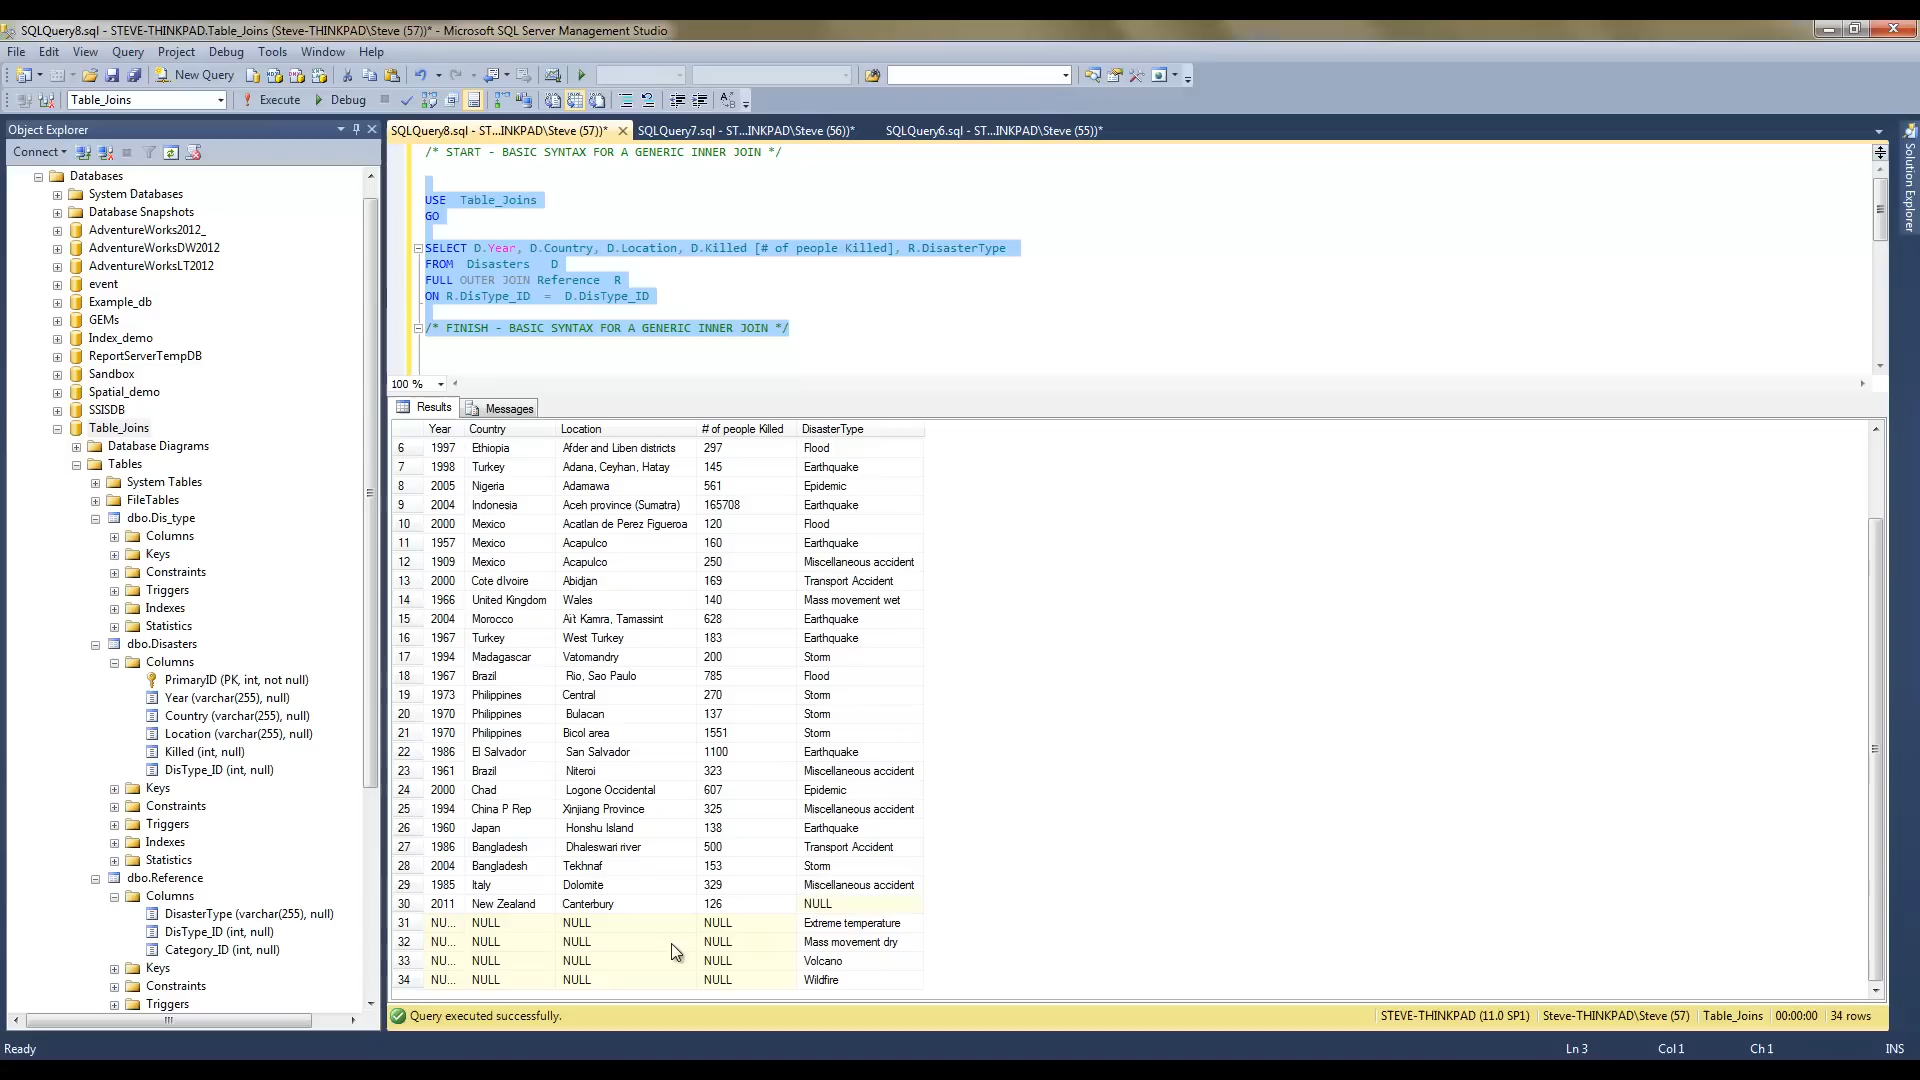 SQLQuery8.sql - STEVE-THINKPAD.Table_Joins (Steve-THINKPAD\Steve (57))* - Microsoft SQL Server Management Studio
File Edit View Query Project Debug Tools Window Help
New Query
Table_Joins Execute Debug
Object Explorer
Connect
Databases
System Databases
Database Snapshots
AdventureWorks2012_
AdventureWorksDW2012
AdventureWorksLT2012
event
Example_db
GEMs
Index_demo
ReportServerTempDB
Sandbox
Spatial_demo
SSISDB
Table_Joins
Database Diagrams
Tables
System Tables
FileTables
dbo.Dis_type
Columns
Keys
Constraints
Triggers
Indexes
Statistics
dbo.Disasters
Columns
PrimaryID (PK, int, not null)
Year (varchar(255), null)
Country (varchar(255), null)
Location (varchar(255), null)
Killed (int, null)
DisType_ID (int, null)
Keys
Constraints
Triggers
Indexes
Statistics
dbo.Reference
Columns
DisasterType (varchar(255), null)
DisType_ID (int, null)
Category_ID (int, null)
Keys
Constraints
Triggers
SQLQuery8.sql - ST...INKPAD\Steve (57))* SQLQuery7.sql - ST...INKPAD\Steve (56))* SQLQuery6.sql - ST...INKPAD\Steve (55))*
/* START - BASIC SYNTAX FOR A GENERIC INNER JOIN */
USE Table_Joins
GO
SELECT D.Year, D.Country, D.Location, D.Killed [# of people Killed], R.DisasterType
FROM Disasters D
FULL OUTER JOIN Reference R
ON R.DisType_ID = D.DisType_ID
/* FINISH - BASIC SYNTAX FOR A GENERIC INNER JOIN */
100 %
Results Messages
Year Country Location # of people Killed DisasterType
6 1997 Ethiopia Afder and Liben districts 297 Flood
7 1998 Turkey Adana, Ceyhan, Hatay 145 Earthquake
8 2005 Nigeria Adamawa 561 Epidemic
9 2004 Indonesia Aceh province (Sumatra) 165708 Earthquake
10 2000 Mexico Acatlan de Perez Figueroa 120 Flood
11 1957 Mexico Acapulco 160 Earthquake
12 1909 Mexico Acapulco 250 Miscellaneous accident
13 2000 Cote dIvoire Abidjan 169 Transport Accident
14 1966 United Kingdom Wales 140 Mass movement wet
15 2004 Morocco Ait Kamra, Tamassint 628 Earthquake
16 1967 Turkey West Turkey 183 Earthquake
17 1994 Madagascar Vatomandry 200 Storm
18 1967 Brazil Rio, Sao Paulo 785 Flood
19 1973 Philippines Central 270 Storm
20 1970 Philippines Bulacan 137 Storm
21 1970 Philippines Bicol area 1551 Storm
22 1986 El Salvador San Salvador 1100 Earthquake
23 1961 Brazil Niteroi 323 Miscellaneous accident
24 2000 Chad Logone Occidental 607 Epidemic
25 1994 China P Rep Xinjiang Province 325 Miscellaneous accident
26 1960 Japan Honshu Island 138 Earthquake
27 1986 Bangladesh Dhaleswari river 500 Transport Accident
28 2004 Bangladesh Tekhnaf 153 Storm
29 1985 Italy Dolomite 329 Miscellaneous accident
30 2011 New Zealand Canterbury 126 NULL
31 NU... NULL NULL NULL Extreme temperature
32 NU... NULL NULL NULL Mass movement dry
33 NU... NULL NULL NULL Volcano
34 NU... NULL NULL NULL Wildfire
Query executed successfully. STEVE-THINKPAD (11.0 SP1) Steve-THINKPAD\Steve (57) Table_Joins 00:00:00 34 rows
Solution Explorer
Ready Ln 3 Col 1 Ch 1 INS